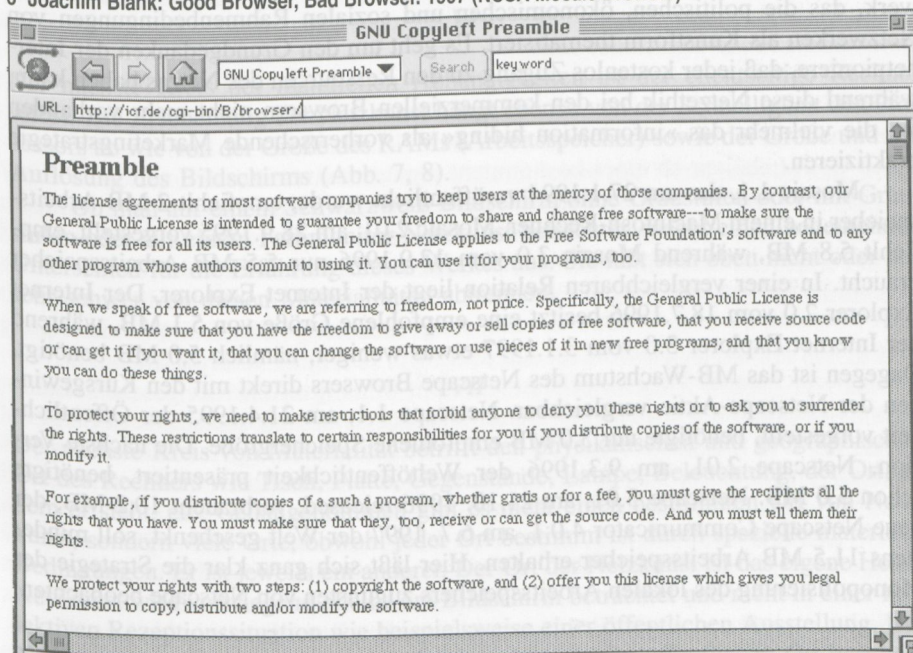 Joachim Blank: Good Browser, Bad Browser. 1997
GNU Copyleft Preamble
GNU Copyleft Preamble Search keyword
URL: http://icf.de/cgi-bin/B/browser/
Preamble
The license agreements of most software companies try to keep users at the mercy of those companies. By contrast, our
General Public License is intended to guarantee your freedom to share and change free software-- to make sure the
software is free for all its users. The General Public License applies to the Free Software Foundation's software and to any
other program whose authors commit to using it. You can use it for your programs, too.
When we speak of free software, we are referring to freedom, not price. Specifically, the General Public License is
designed to make sure that you have the freedom to give away or sell copies of free software, that you receive source code
or can get it if you want it, that you can change the software or use pieces of it in new free programs; and that you know
you can do these things.
To protect your rights, we need to make restrictions that forbid anyone to deny you these rights or to ask you to surrender
the rights. These restrictions translate to certain responsibilities for you if you distribute copies of the software, or if you
modify it.
For example, if you distribute copies of a such a program, whether gratis or for a fee, you must give the recipients all the
rights that you have. You must make sure that they, too, receive or can get the source code. And you must tell them their
rights.
We protect your rights with two steps: (1) copyright the software, and (2) offer you this license which gives you legal
permission to copy, distribute and/or modify the software.